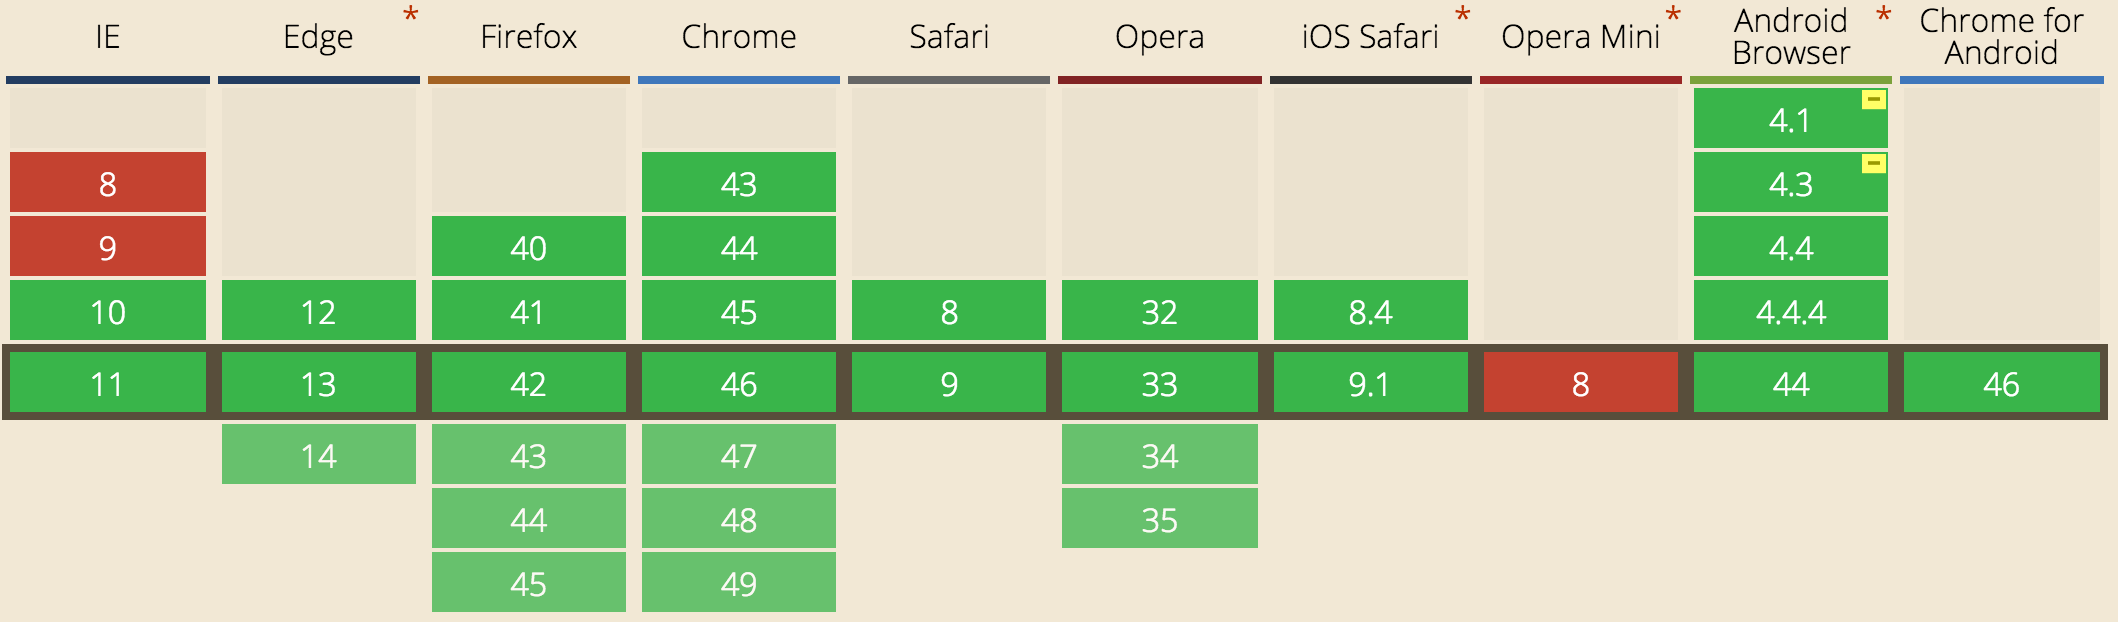 IE Edge * Firefox Chrome Safari Opera iOS Safari * Opera Mini * Android Browser * Chrome for Android
4.1 -
8 43 4.3 -
9 40 44 4.4
10 12 41 45 8 32 8.4 4.4.4
11 13 42 46 9 33 9.1 8 44 46
14 43 47 34
44 48 35
45 49